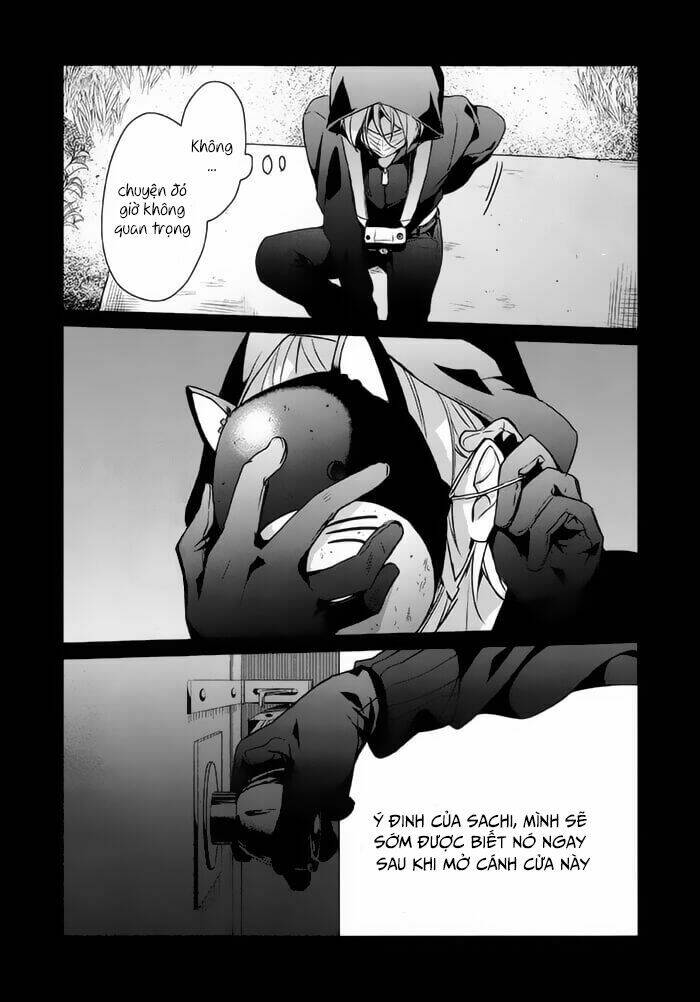 Không
...
chuyện đó
giờ không
quan trọng
Ý ĐỊNH CỦA SACHI, MÌNH SẼ
SỚM ĐƯỢC BIẾT NÓ NGAY
SAU KHI MỞ CÁNH CỬA NÀY